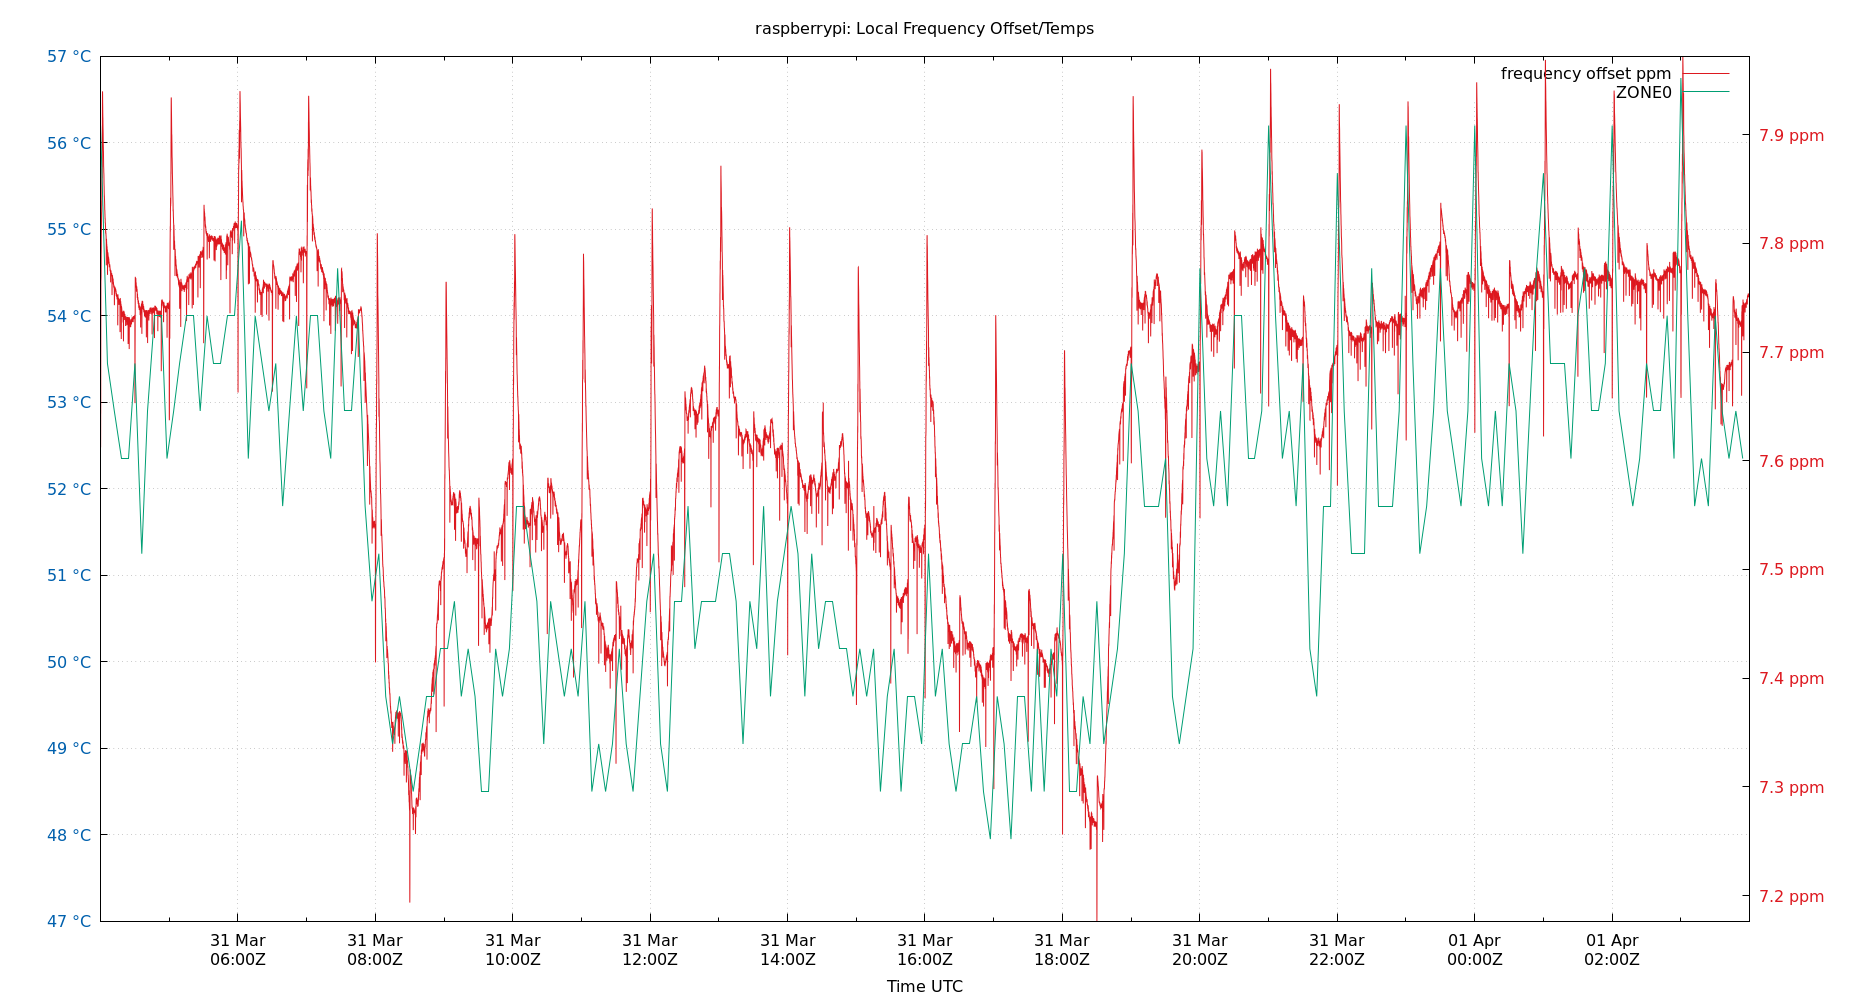 raspberrypi: Local Frequency Offset/Temps
57 °C
56 °C
55 °C
54 °C
53 °C
52 °C
51 °C
50 °C
49 °C
48 °C
47 °C
frequency offset ppm
ZONE0
7.9 ppm
7.8 ppm
7.7 ppm
7.6 ppm
7.5 ppm
7.4 ppm
7.3 ppm
7.2 ppm
31 Mar
06:00Z
31 Mar
08:00Z
31 Mar
10:00Z
31 Mar
12:00Z
31 Mar
14:00Z
31 Mar
16:00Z
31 Mar
18:00Z
31 Mar
20:00Z
31 Mar
22:00Z
01 Apr
00:00Z
01 Apr
02:00Z
Time UTC